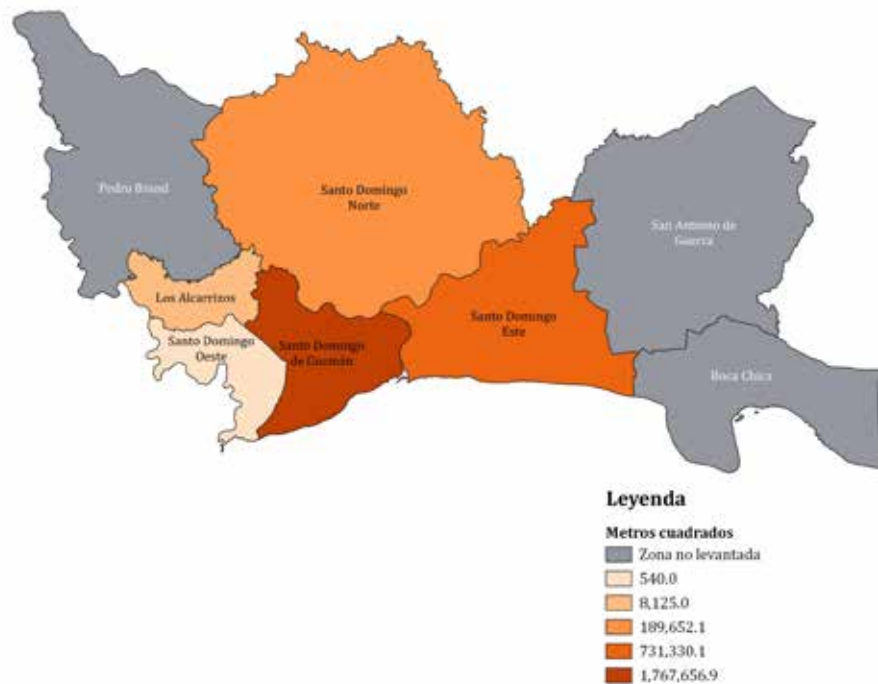 Pedro Brand
Santo Domingo
Norte
San Antonio de
Guerra
Los Alcarrizos
Santo Domingo
Oeste
Santo Domingo
de Guzmán
Santo Domingo
Este
Boca Chica
Leyenda
Metros cuadrados
Zona no levantada
540.0
8,125.0
189,652.1
731,330.1
1,767,656.9